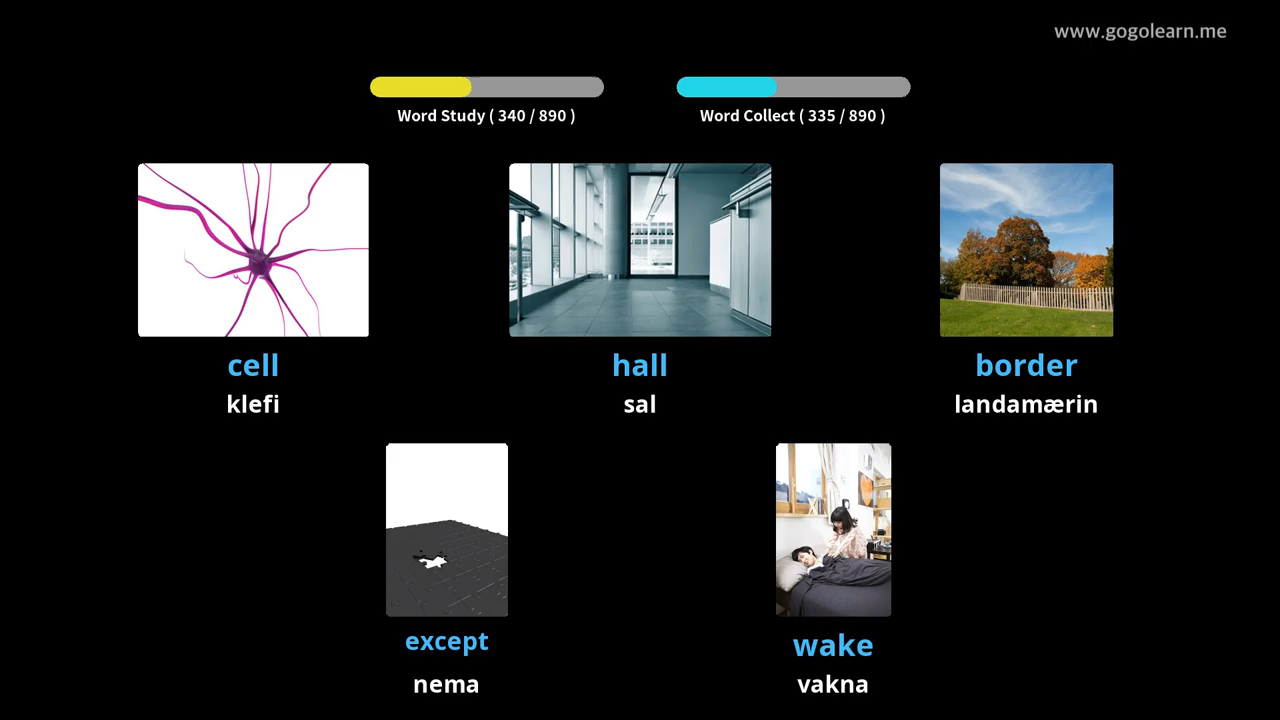 www.gogolearn.me
Word Study ( 340 / 890 )
Word Collect ( 335 / 890 )
cell
klefi
hall
sal
border
landamærin
except
nema
wake
vakna